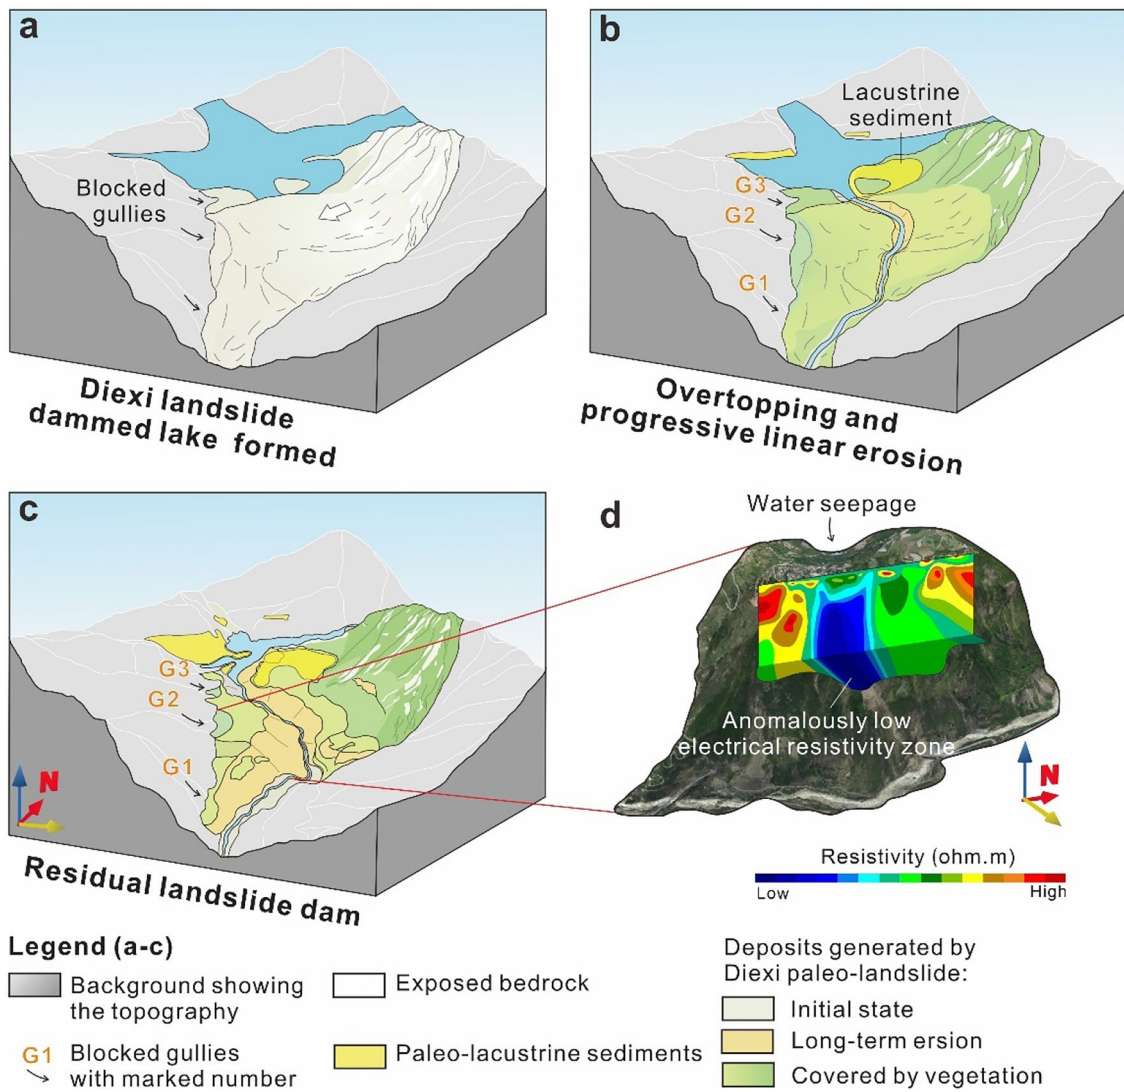 a
Blocked
gullies
Diexi landslide
dammed lake formed
b
Lacustrine
sediment
G3
G2
G1
Overtopping and
progressive linear erosion
c
G3
G2
G1
N
Residual landslide dam
d
Water seepage
Anomalously low
electrical resistivity zone
N
Resistivity (ohm.m)
Low
High
Legend (a-c)
Background showing
the topography
G1 Blocked gullies
with marked number
Exposed bedrock
Paleo-lacustrine sediments
Deposits generated by
Diexi paleo-landslide:
Initial state
Long-term ersion
Covered by vegetation